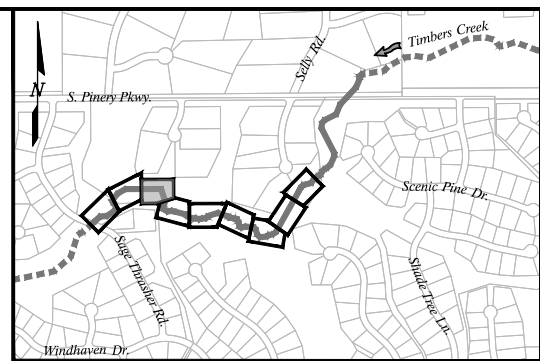 Timbers Creek
Selly Rd.
N
S. Pinery Pkwy.
Scenic Pine Dr.
Sage Thrasher Rd.
Shade Tree Ln.
Windhaven Dr.